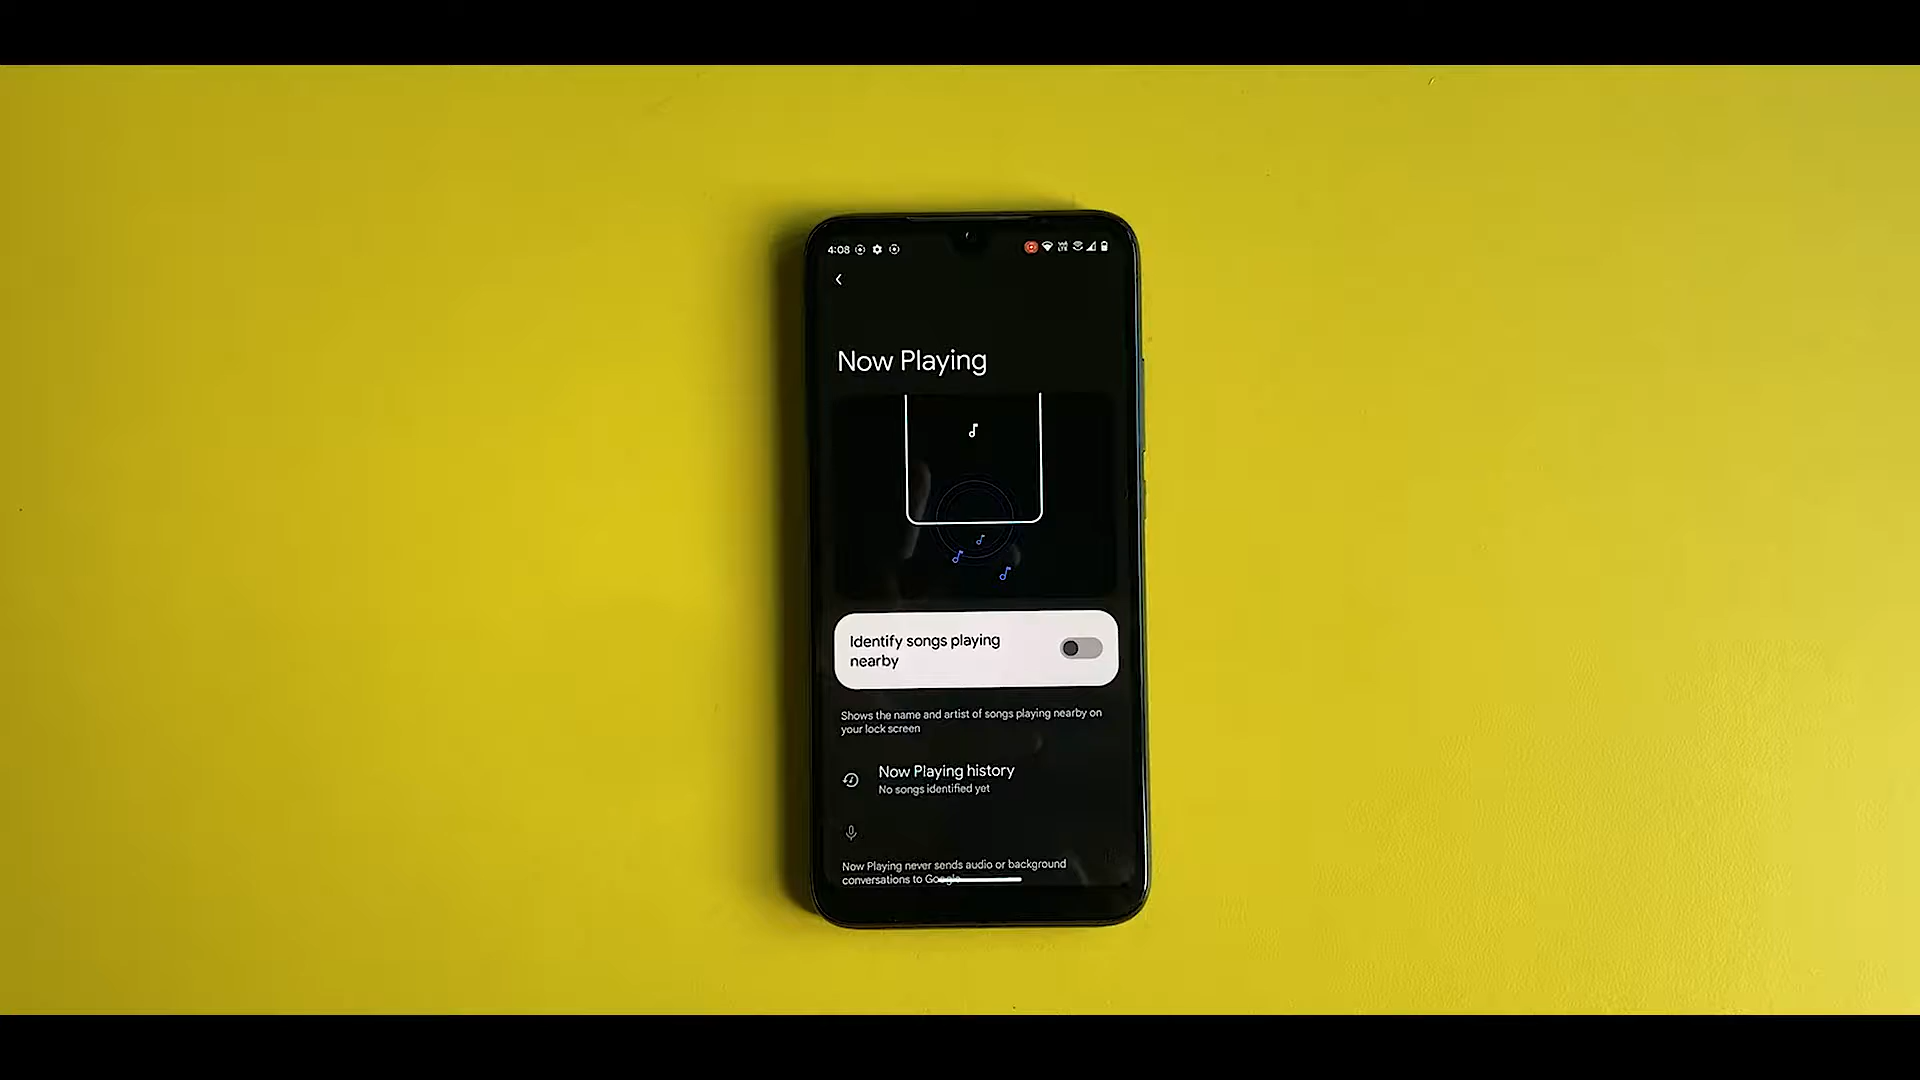 4:08
Now Playing
Identify songs playing
nearby
Shows the name and artist of songs playing nearby on
your lock screen
Now Playing history
No songs identified yet
Now Playing never sends audio or background
conversations to Google